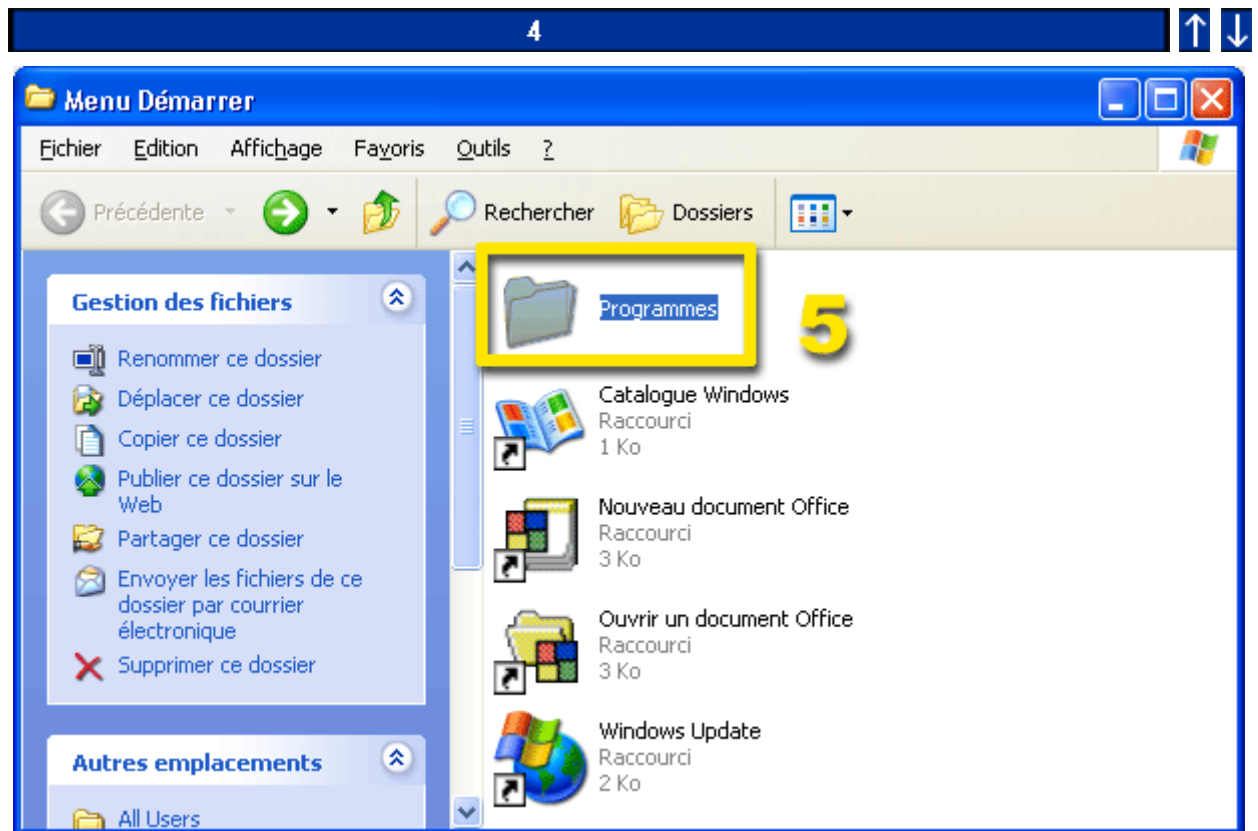 4
Menu Démarrer
Fichier Edition Affichage Favoris Outils ?
Précédente Rechercher Dossiers
Gestion des fichiers
Renommer ce dossier
Déplacer ce dossier
Copier ce dossier
Publier ce dossier sur le
Web
Partager ce dossier
Envoyer les fichiers de ce
dossier par courrier
électronique
Supprimer ce dossier
Autres emplacements
All Users
Programmes
5
Catalogue Windows
Raccourci
1 Ko
Nouveau document Office
Raccourci
3 Ko
Ouvrir un document Office
Raccourci
3 Ko
Windows Update
Raccourci
2 Ko